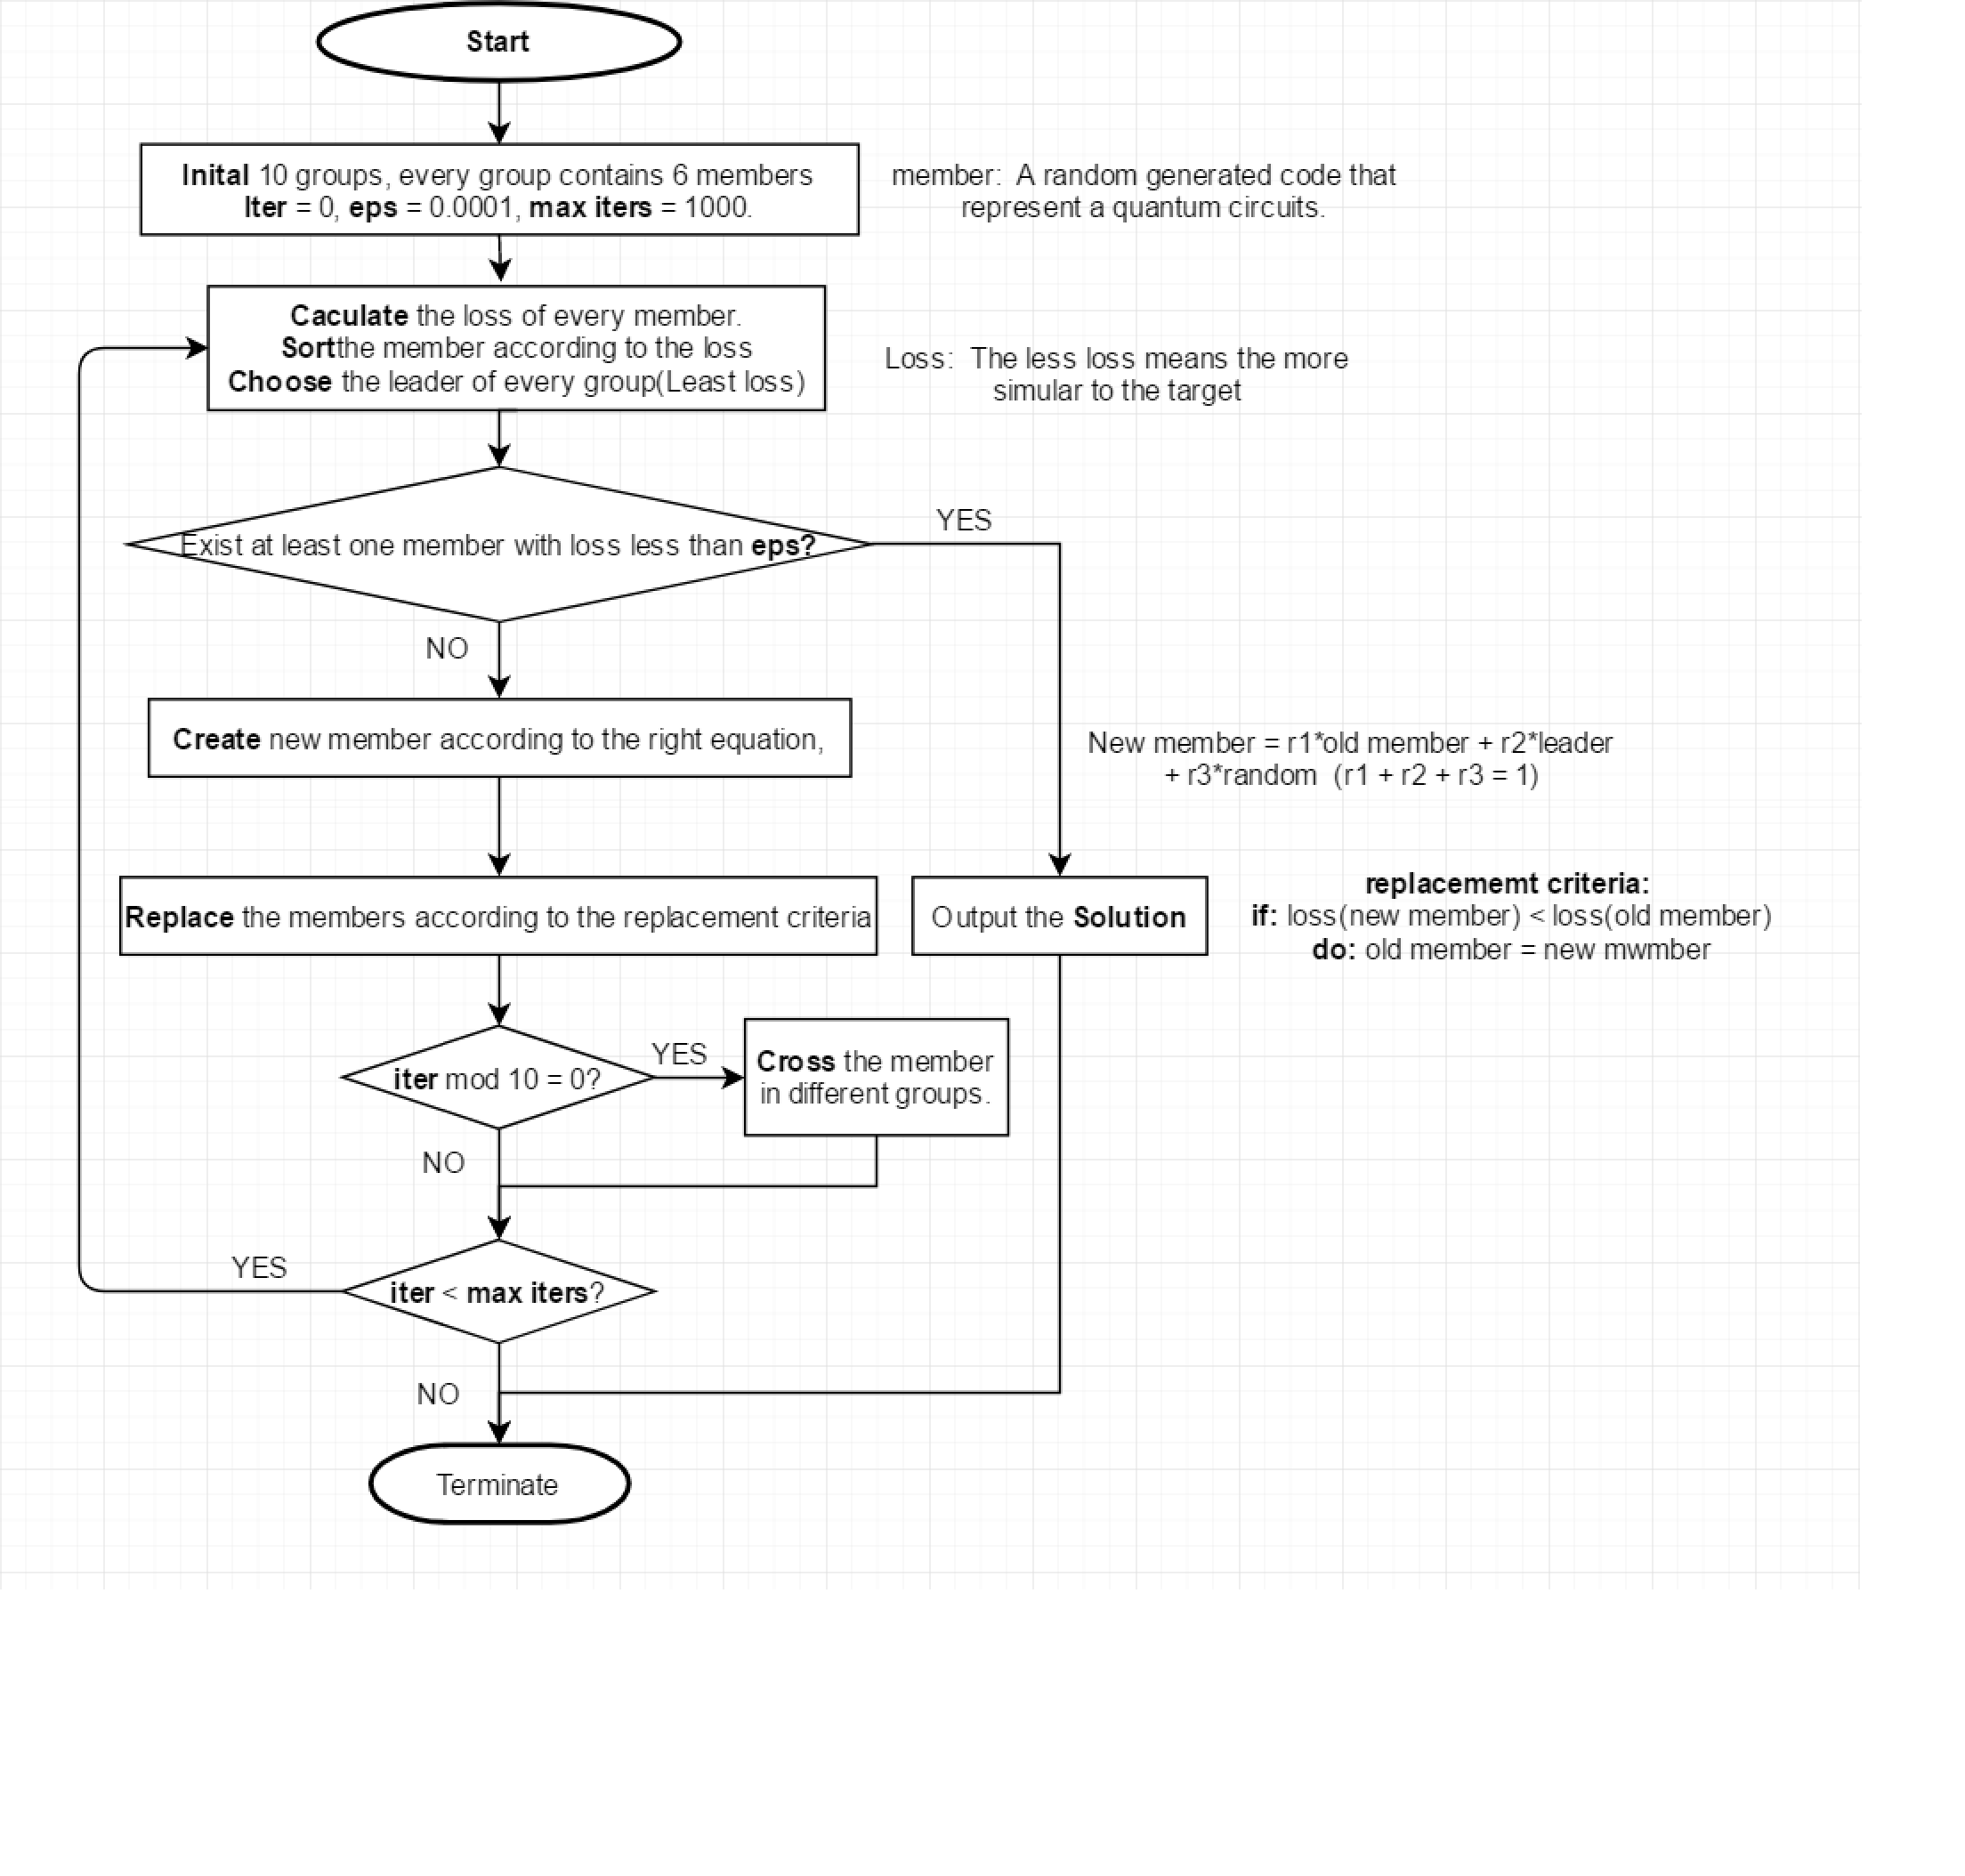 Start
Inital 10 groups, every group contains 6 members
Iter = 0, eps = 0.0001, max iters = 1000.
member: A random generated code that
represent a quantum circuits.
Caculate the loss of every member.
Sortthe member according to the loss
Choose the leader of every group(Least loss)
Loss: The less loss means the more
simular to the target
Exist at least one member with loss less than eps?
YES
NO
Create new member according to the right equation,
New member = r1*old member + r2*leader
+ r3*random (r1 + r2 + r3 = 1)
Replace the members according to the replacement criteria
Output the Solution
replacememt criteria:
if: loss(new member) < loss(old member)
do: old member = new mwmber
iter mod 10 = 0?
YES
Cross the member
in different groups.
NO
YES
iter < max iters?
NO
Terminate